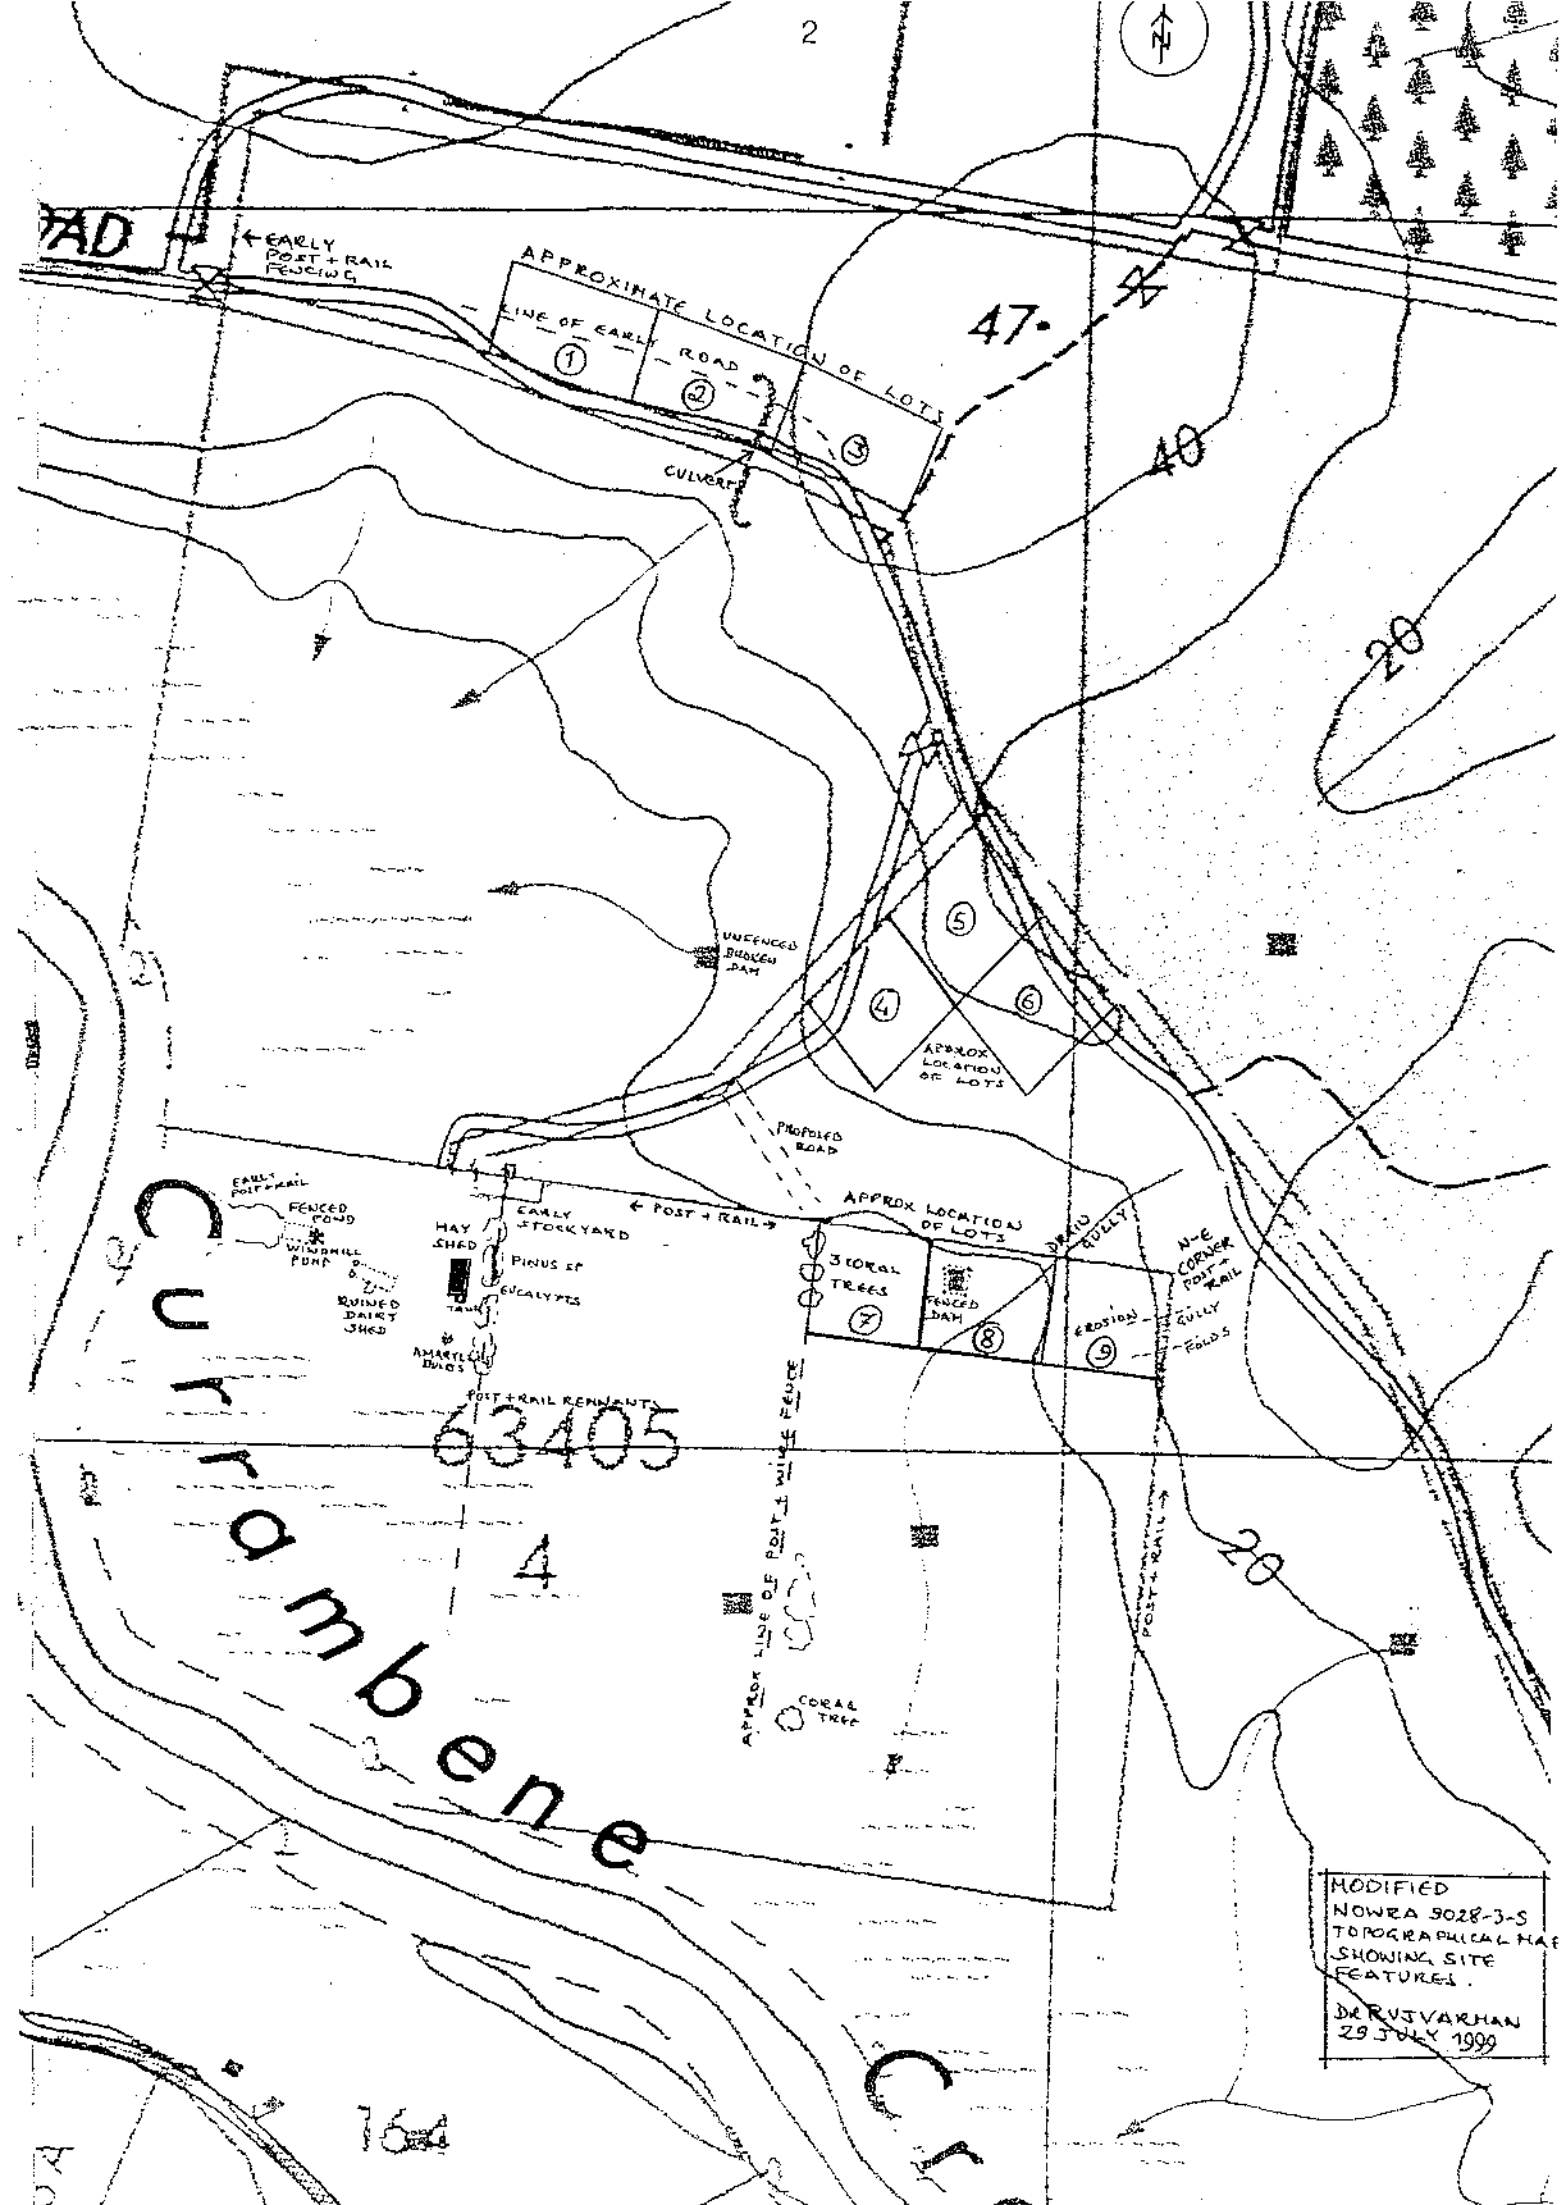 2
N
AD
← EARLY
POST + RAIL
FENCING
APPROXIMATE LOCATION OF LOTS
LINE OF EARLY ROAD
1
2
3
CULVERT
47
40
20
5
4
6
UNFENCED
BROKEN
DAM
APPROX
LOCATION
OF LOTS
PROPOSED
ROAD
EARLY
POST + RAIL
FENCED
POND
WINDMILL
PUMP
RUINED
DAIRY
SHED
HAY
SHED
TANK
EARLY
STOCKYARD
PINUS SP
EUCALYPTS
AMARYLLIS
BULBS
POST + RAIL REMNANTS
← POST + RAIL →
APPROX LOCATION
OF LOTS
DRAIN
GULLY
N-E
CORNER
POST +
RAIL
3 CORAL
TREES
7
FENCED
DAM
8
EROSION
GULLY
FOLDS
9
63405
4
APPROX LINE OF POST + WIRE FENCE
POST + RAIL →
20
CORAL
TREE
Currambene
Cr
164
MODIFIED
NOWRA 9028-3-S
TOPOGRAPHICAL MAP
SHOWING SITE
FEATURES.
29 JULY 1999